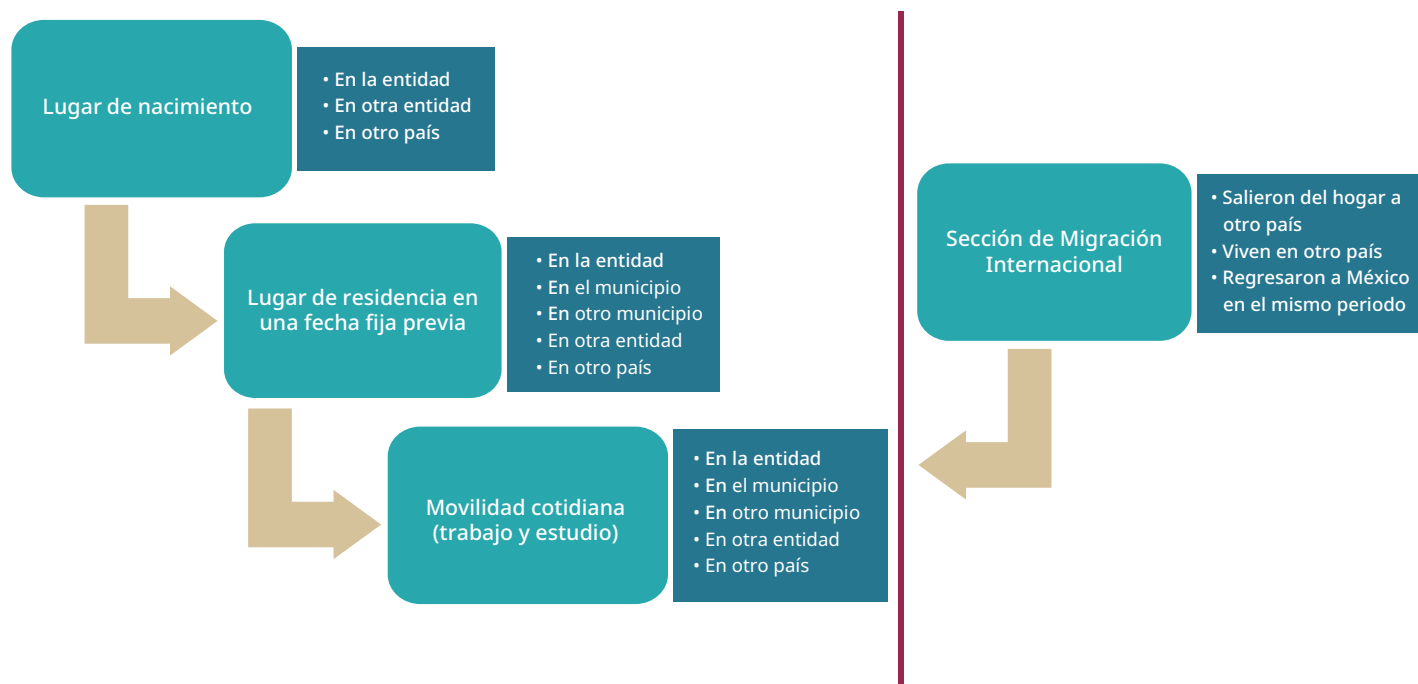 Lugar de nacimiento
• En la entidad
• En otra entidad
• En otro país
Lugar de residencia en
una fecha fija previa
• En la entidad
• En el municipio
• En otro municipio
• En otra entidad
• En otro país
Movilidad cotidiana
(trabajo y estudio)
• En la entidad
• En el municipio
• En otro municipio
• En otra entidad
• En otro país
Sección de Migración
Internacional
• Salieron del hogar a
otro país
• Viven en otro país
• Regresaron a México
en el mismo periodo